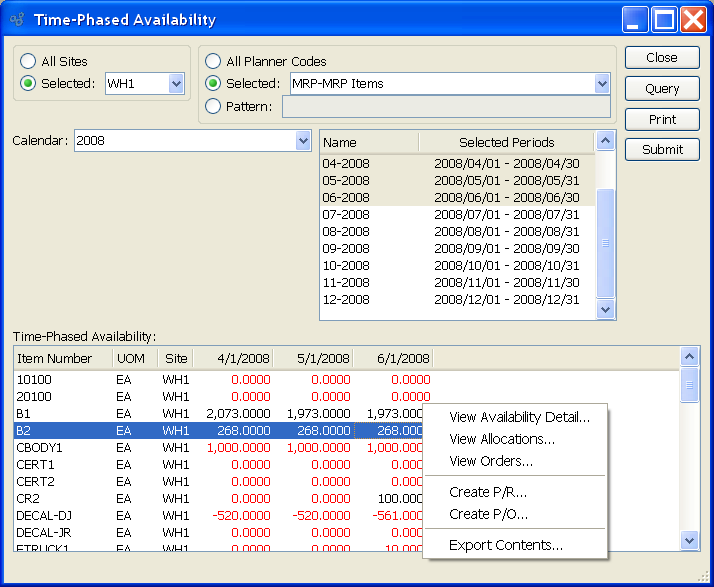 Time-Phased Availability
All Sites
Selected: WH1
All Planner Codes
Selected: MRP-MRP Items
Pattern:
Close
Query
Print
Submit
Calendar: 2008
Name Selected Periods
04-2008 2008/04/01 - 2008/04/30
05-2008 2008/05/01 - 2008/05/31
06-2008 2008/06/01 - 2008/06/30
07-2008 2008/07/01 - 2008/07/31
08-2008 2008/08/01 - 2008/08/31
09-2008 2008/09/01 - 2008/09/30
10-2008 2008/10/01 - 2008/10/31
11-2008 2008/11/01 - 2008/11/30
12-2008 2008/12/01 - 2008/12/31
Time-Phased Availability:
Item Number UOM Site 4/1/2008 5/1/2008 6/1/2008
10100 EA WH1 0.0000 0.0000 0.0000
20100 EA WH1 0.0000 0.0000 0.0000
B1 EA WH1 2,073.0000 1,973.0000 1,973.000
B2 EA WH1 268.0000 268.0000 268.000
CBODY1 EA WH1 1,000.0000 1,000.0000 1,000.000
CERT1 EA WH1 0.0000 0.0000 0.000
CERT2 EA WH1 0.0000 0.0000 0.000
CR2 EA WH1 0.0000 0.0000 100.000
DECAL-DJ EA WH1 -520.0000 -520.0000 -561.000
DECAL-JR EA WH1 0.0000 0.0000 0.000
FTRUCK1 EA WH1 0.0000 0.0000 10.000
View Availability Detail...
View Allocations...
View Orders...
Create P/R...
Create P/O...
Export Contents...